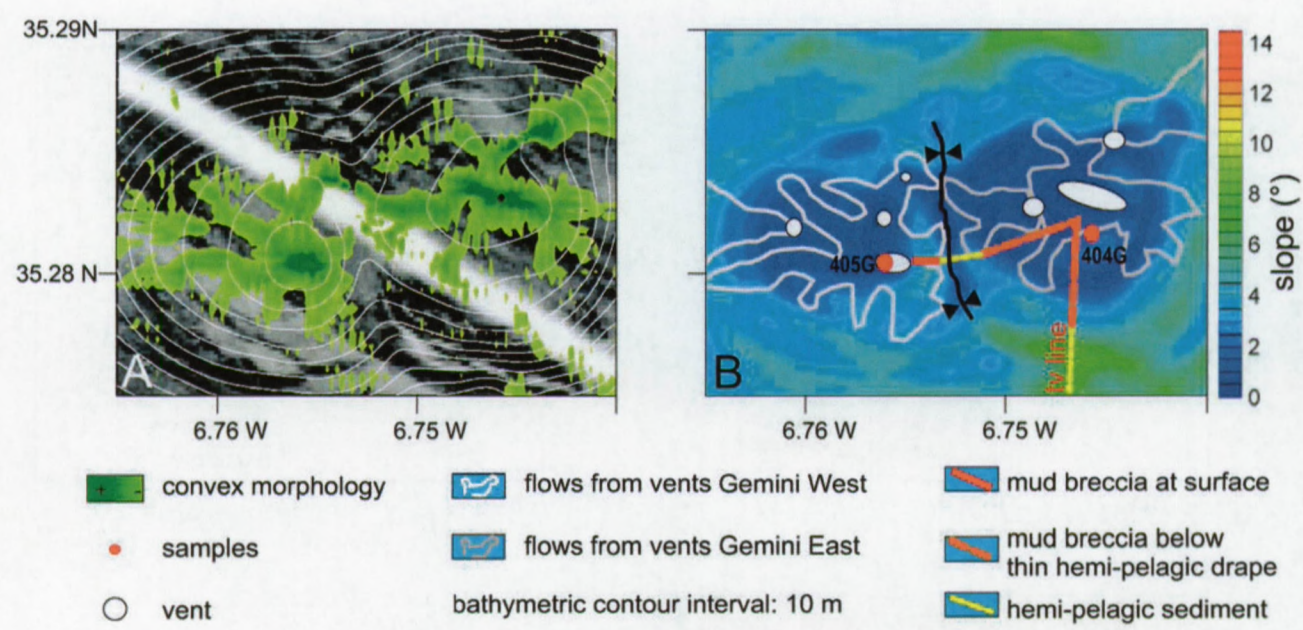 35.29N
35.28 N
A
6.76 W
6.75 W
405G
404G
tv line
B
6.76 W
6.75 W
14
12
10
8
6
4
2
0
slope (°)
+ -
convex morphology
samples
vent
flows from vents Gemini West
flows from vents Gemini East
bathymetric contour interval: 10 m
mud breccia at surface
mud breccia below
thin hemi-pelagic drape
hemi-pelagic sediment